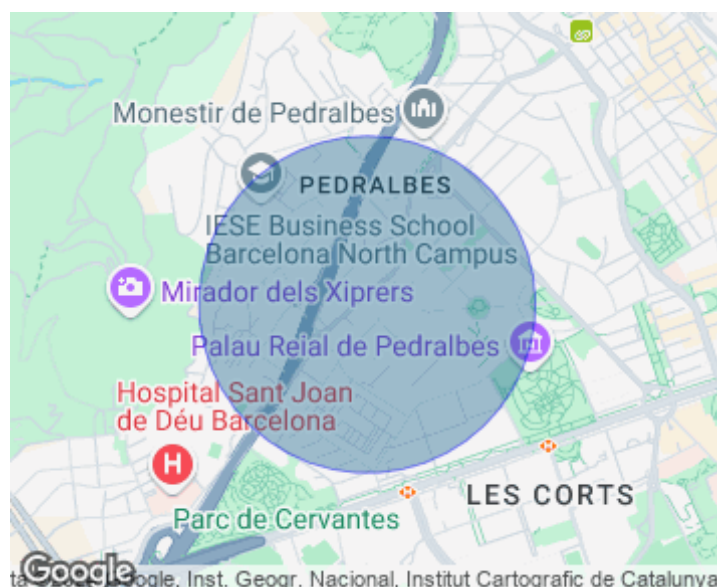 Monestir de Pedralbes
PEDRALBES
IESE Business School
Barcelona North Campus
Mirador dels Xiprers
Palau Reial de Pedralbes
Hospital Sant Joan
de Déu Barcelona
H
LES CORTS
Parc de Cervantes
Google
Google, Inst. Geogr. Nacional, Institut Cartografic de Catalunya